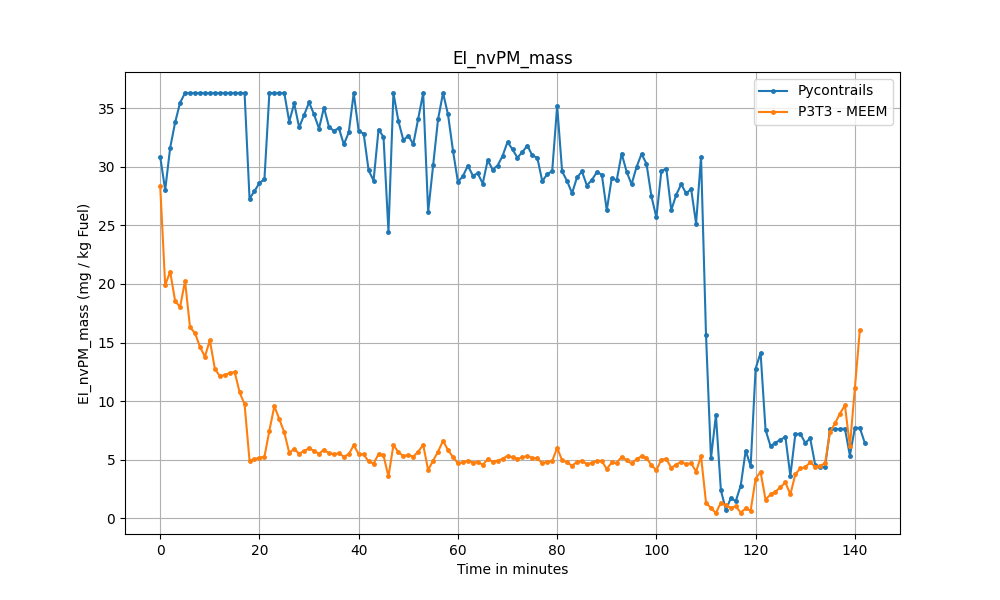 EI_nvPM_mass
Pycontrails
P3T3 - MEEM
EI_nvPM_mass (mg / kg Fuel)
35
30
25
20
15
10
5
0
0 20 40 60 80 100 120 140
Time in minutes